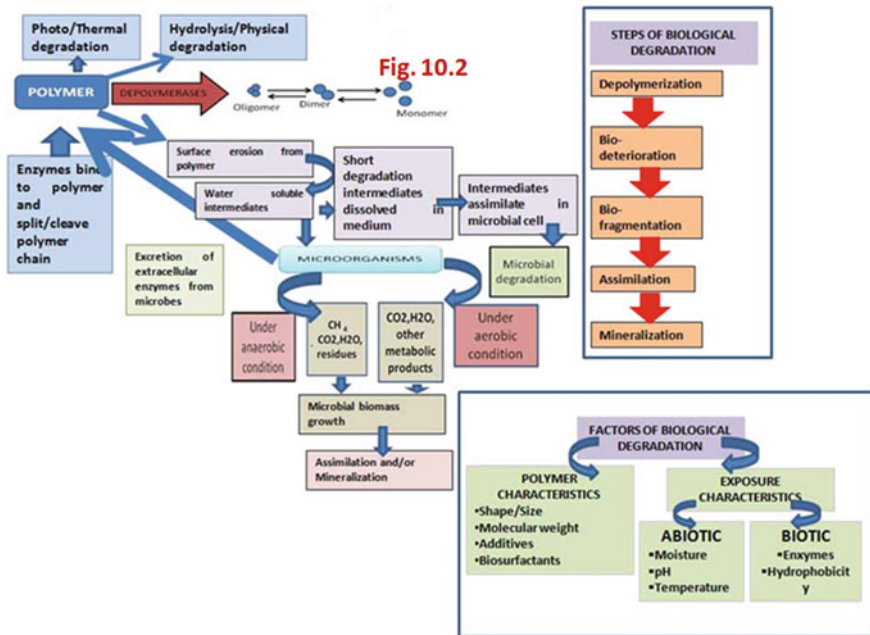 Photo/Thermal
degradation
Hydrolysis/Physical
degradation
Fig. 10.2
POLYMER
DEPOLYMERASES
Oligomer
Dimer
Monomer
Enzymes bind
to polymer
and
split/cleave
polymer
chain
Surface erosion from
polymer
Water soluble
intermediates
Short
degradation
intermediates
dissolved in
medium
Intermediates
assimilate in
microbial cell
Microbial
degradation
Excretion of
extracellular
enzymes from
microbes
MICROORGANISMS
Under
anaerobic
condition
CH4
CO2,H2O,
residues
CO2,H2O,
other
metabolic
products
Under
aerobic
condition
Microbial biomass
growth
Assimilation and/or
Mineralization
STEPS OF BIOLOGICAL
DEGRADATION
Depolymerization
Bio-
deterioration
Bio-
fragmentation
Assimilation
Mineralization
FACTORS OF BIOLOGICAL
DEGRADATION
POLYMER
CHARACTERISTICS
•Shape/Size
•Molecular weight
•Additives
•Biosurfactants
EXPOSURE
CHARACTERISTICS
ABIOTIC
▪Moisture
▪pH
▪Temperature
BIOTIC
▪Enxymes
▪Hydrophobicit
y